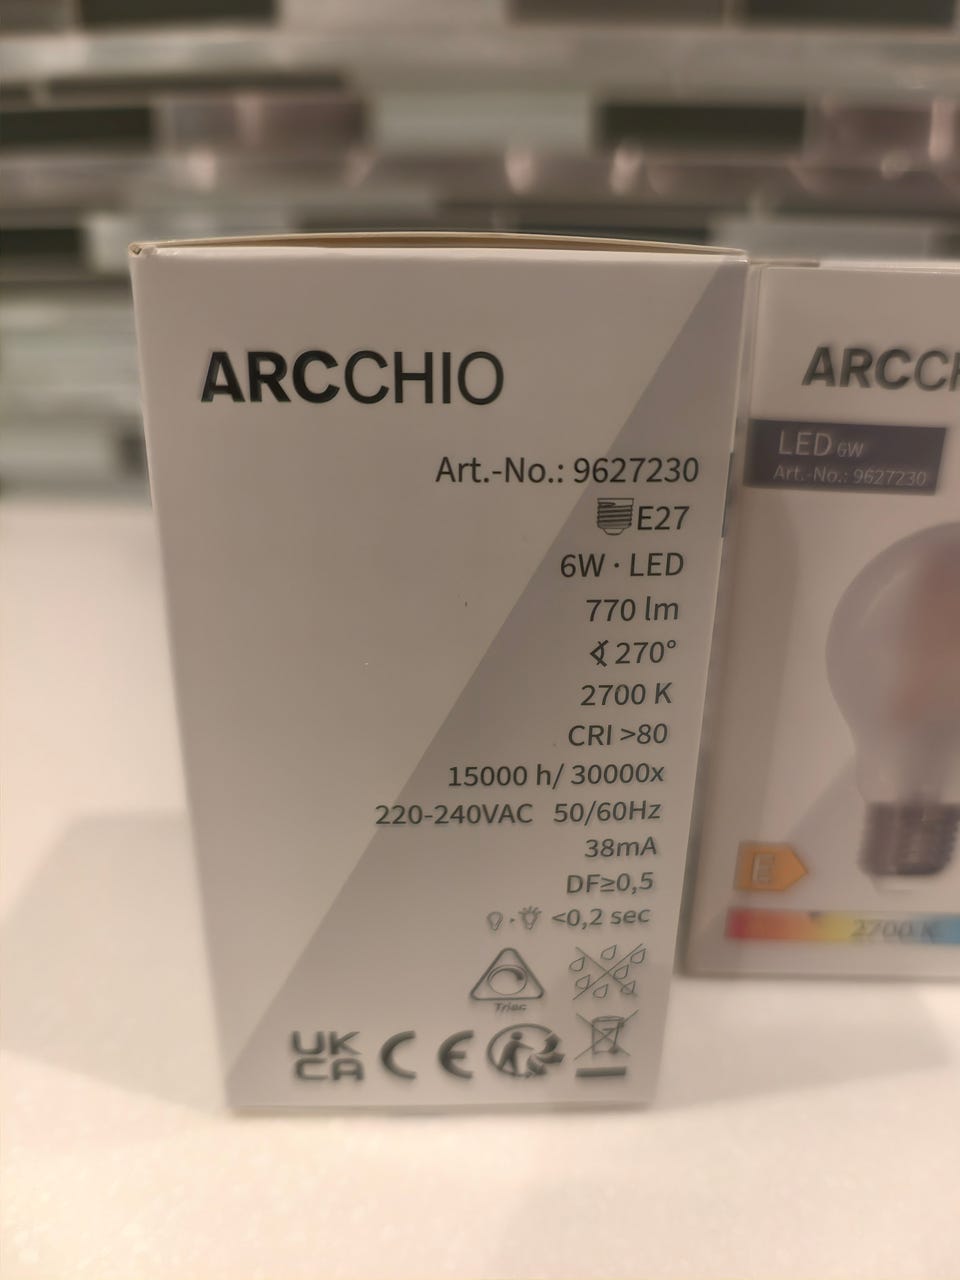 ARCCHIO
Art.-No.: 9627230
E27
6W · LED
770 lm
270°
2700 K
CRI >80
15000 h/ 30000x
220-240VAC 50/60Hz
38mA
DF≥0,5
<0,2 sec
Triac
UK
CA
CE
ARCCH
LED 6W
Art.-No.: 9627230
E
2700 K